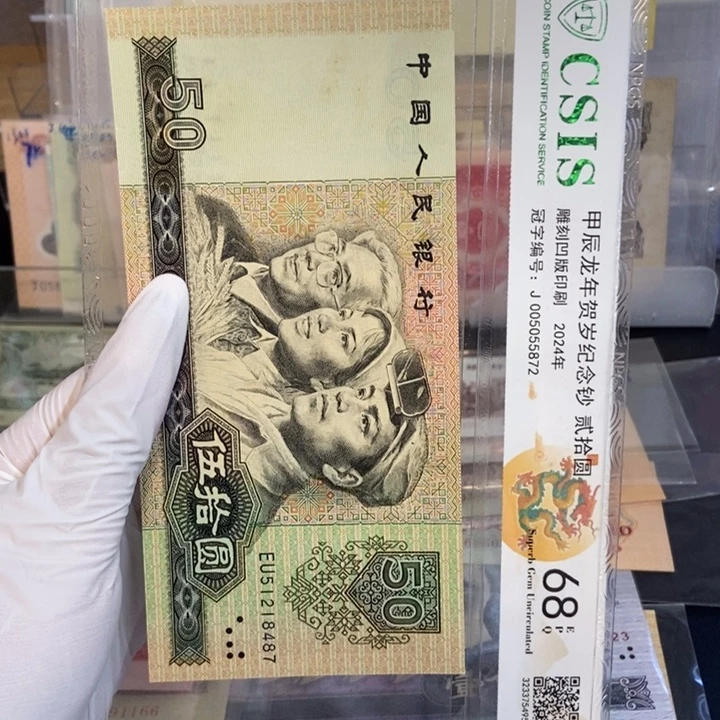 中国人民银行
50
伍拾圆
EU51218487
50
COIN STAMP IDENTIFICATION SERVICE
CSIS
甲辰龙年贺岁纪念钞 贰拾圆
雕刻凹版印刷 2024年
冠字编号: J 005055872
68
E
P
Q
Superb Gem Uncirculated
NPGS